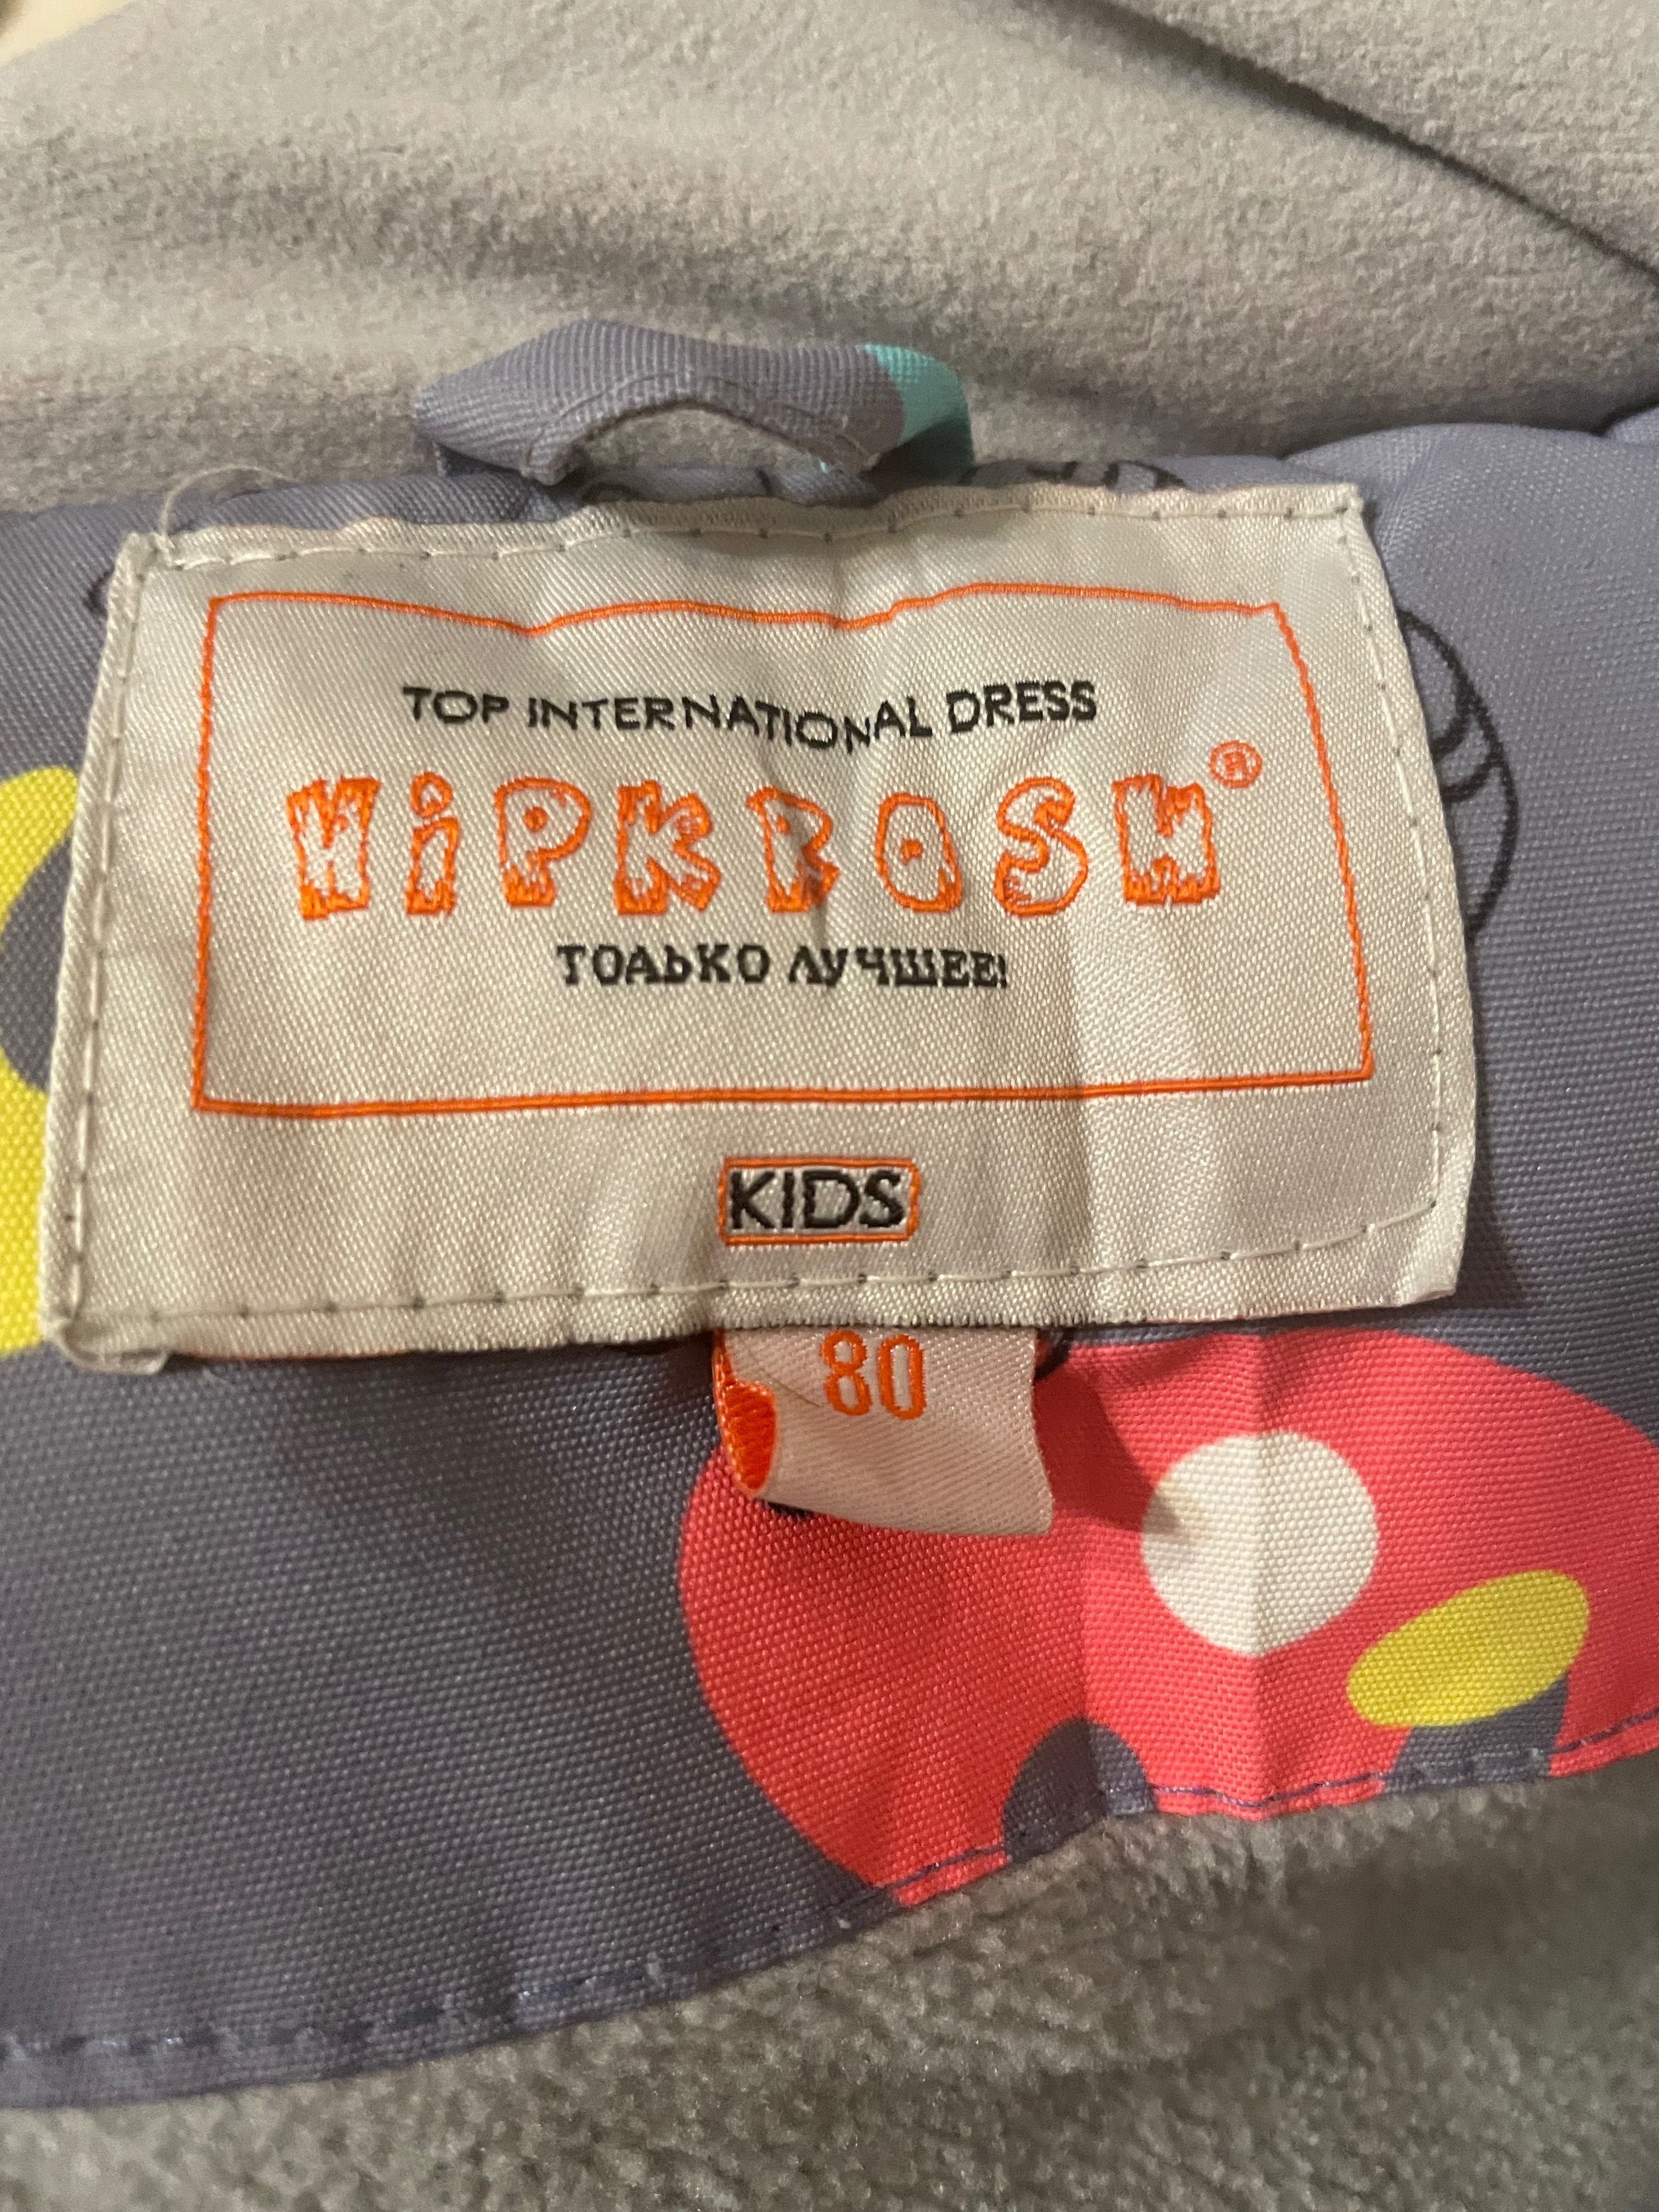 TOP INTERNATIONAL DRESS
HiPKROSH®
ТОЛЬКО ЛУЧШЕЕ!
KIDS
80